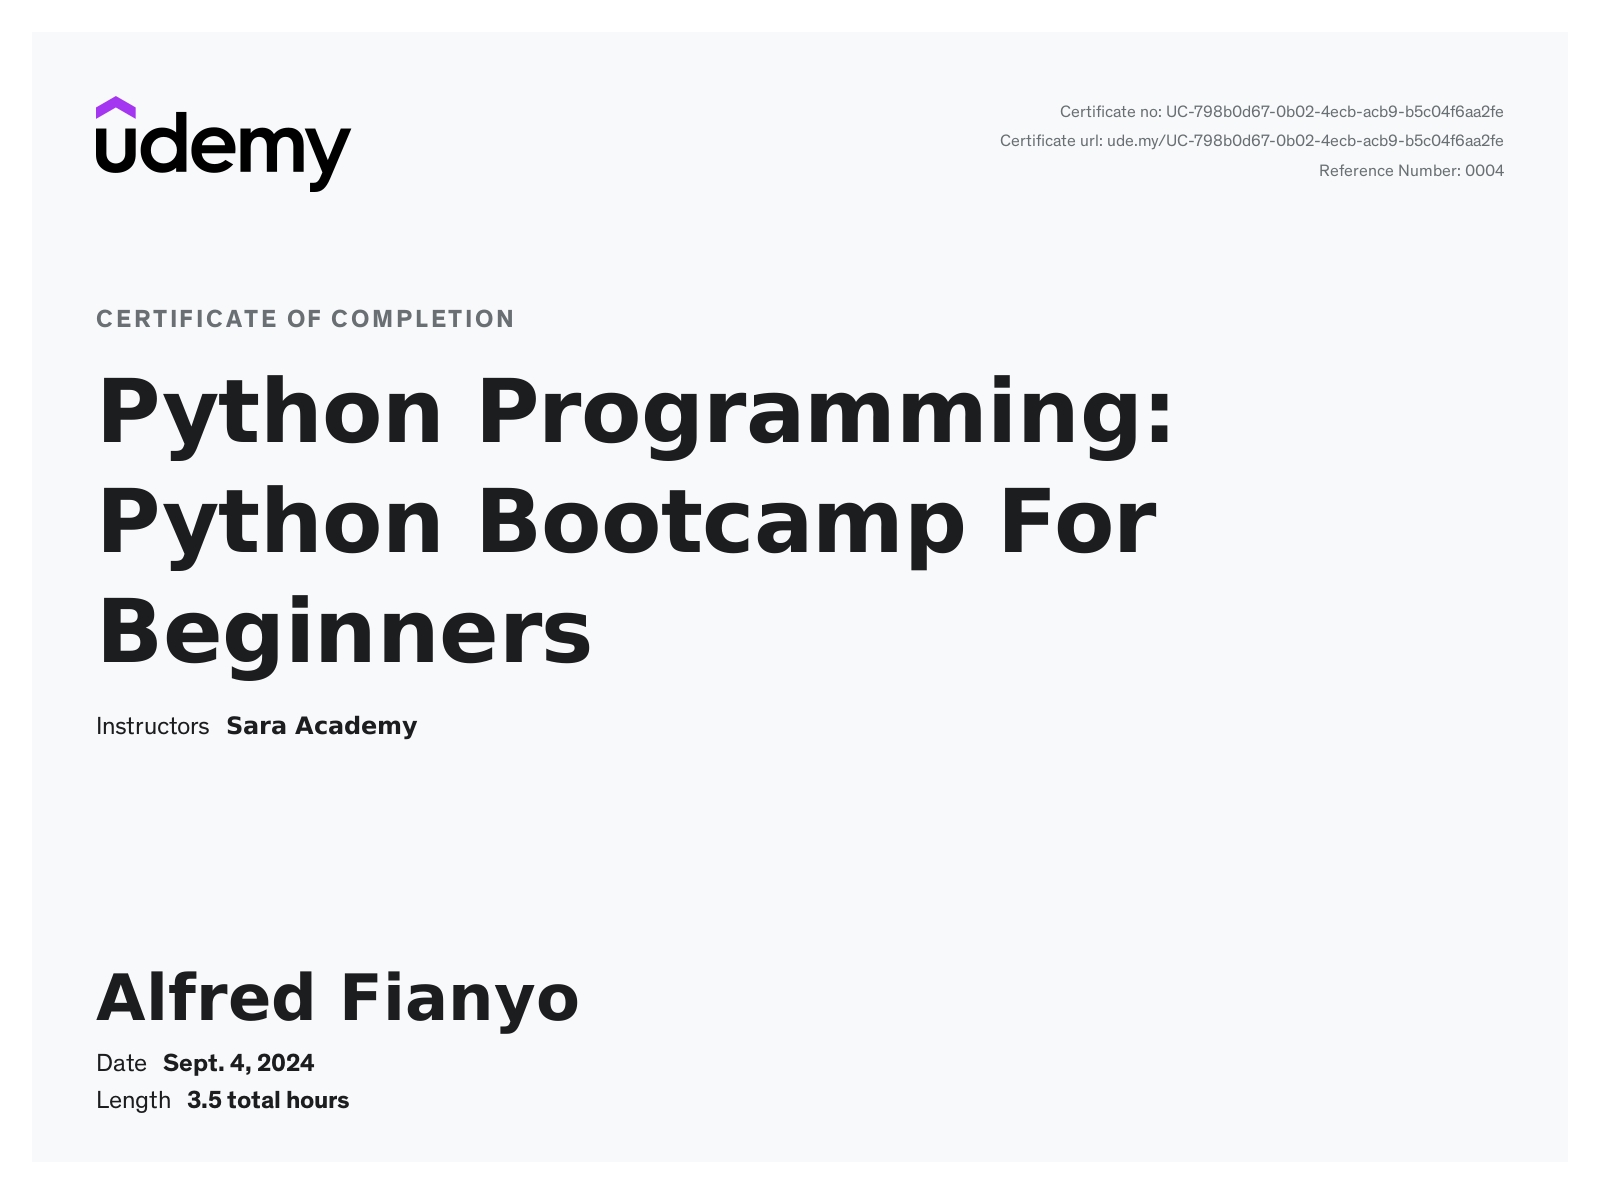 udemy
Certificate no: UC-798b0d67-0b02-4ecb-acb9-b5c04f6aa2fe
Certificate url: ude.my/UC-798b0d67-0b02-4ecb-acb9-b5c04f6aa2fe
Reference Number: 0004
CERTIFICATE OF COMPLETION
Python Programming:
Python Bootcamp For
Beginners
Instructors Sara Academy
Alfred Fianyo
Date Sept. 4, 2024
Length 3.5 total hours